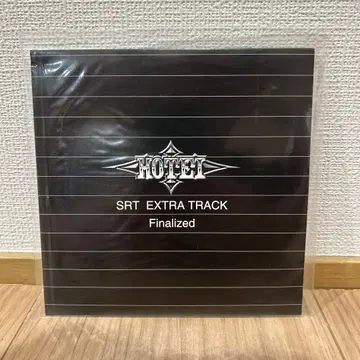 HOTEI
SRT EXTRA TRACK
Finalized